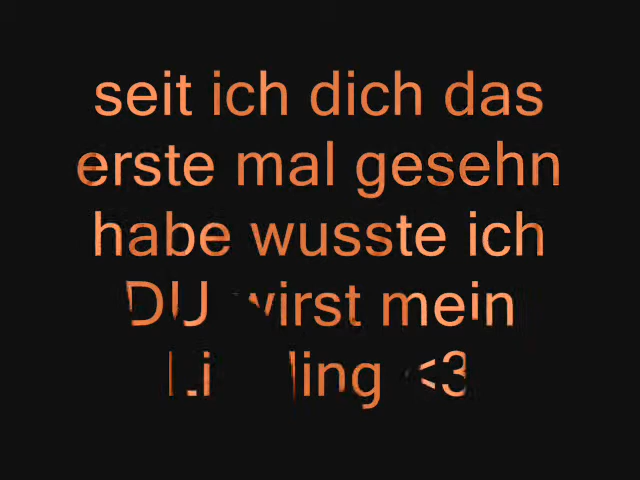 seit ich dich das
erste mal gesehn
habe wusste ich
DU wirst mein
<3